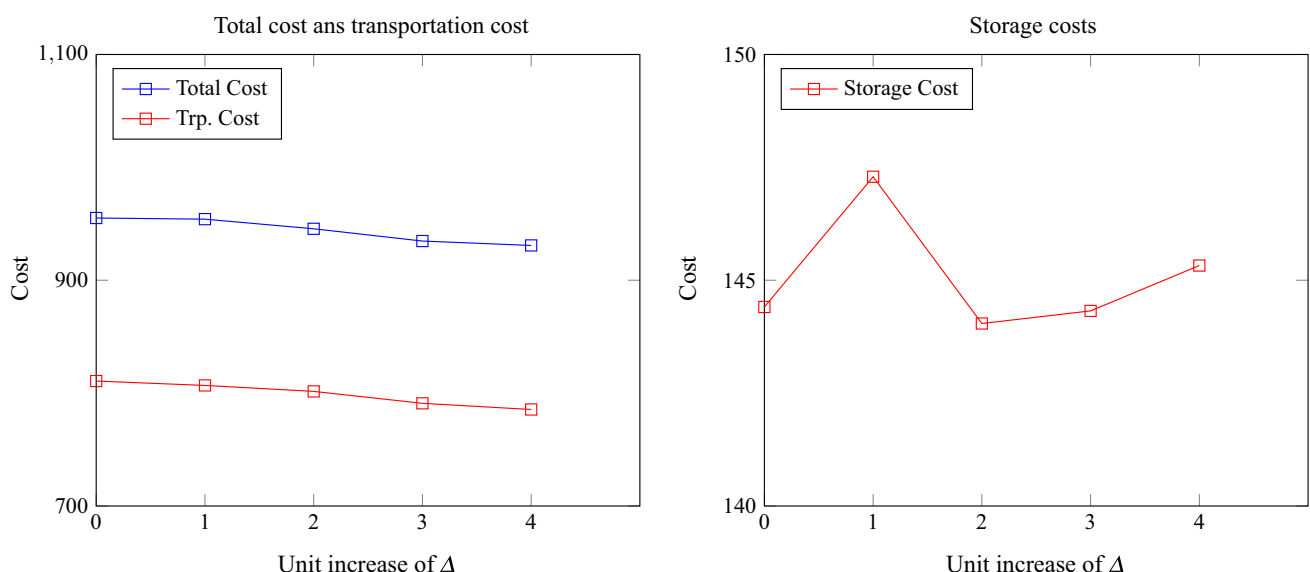 Total cost ans transportation cost
1,100
900
700
Cost
Total Cost
Trp. Cost
0 1 2 3 4
Unit increase of Δ
Storage costs
150
145
140
Cost
Storage Cost
0 1 2 3 4
Unit increase of Δ